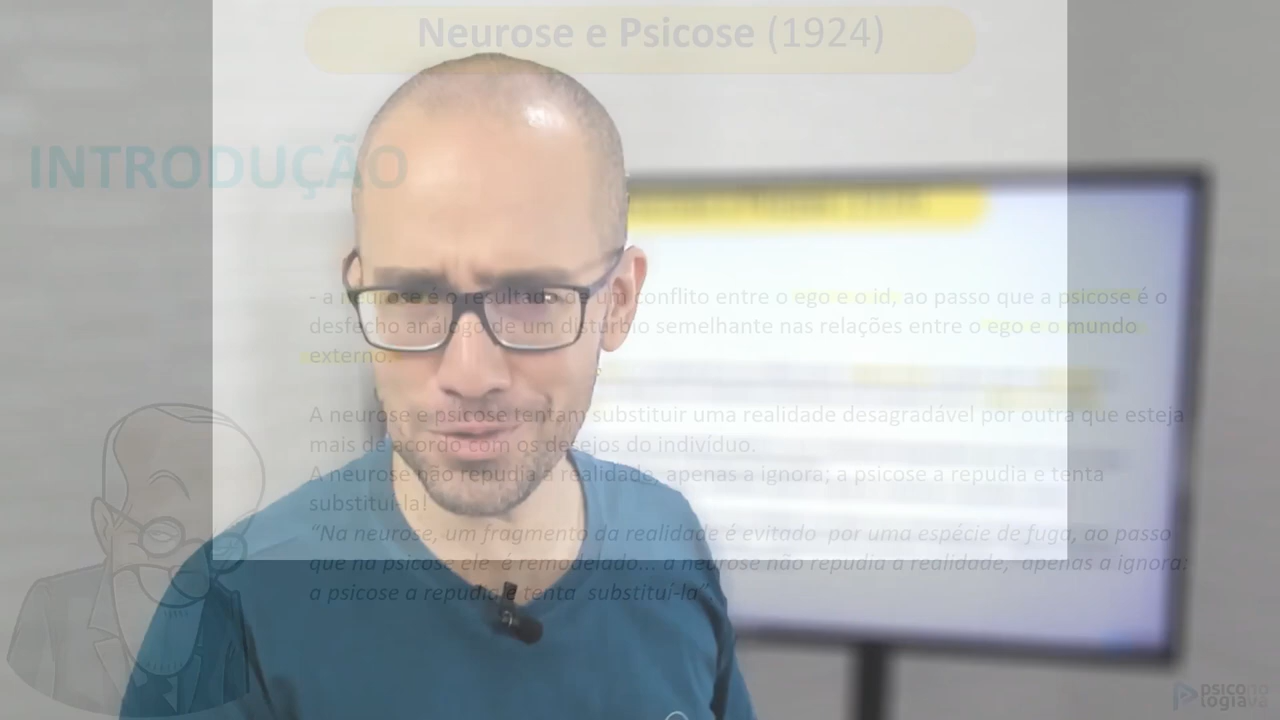 Neurose e Psicose (1924)
INTRODUÇÃO
- a neurose é o resultado de um conflito entre o ego e o id, ao passo que a psicose é o
desfecho análogo de um distúrbio semelhante nas relações entre o ego e o mundo
externo.
A neurose e psicose tentam substituir uma realidade desagradável por outra que esteja
mais de acordo com os desejos do indivíduo.
A neurose não repudia a realidade, apenas a ignora; a psicose a repudia e tenta
substituí-la!
“Na neurose, um fragmento da realidade é evitado por uma espécie de fuga, ao passo
que na psicose ele é remodelado... a neurose não repudia a realidade, apenas a ignora:
a psicose a repudia e tenta substituí-la”.
psico
logia